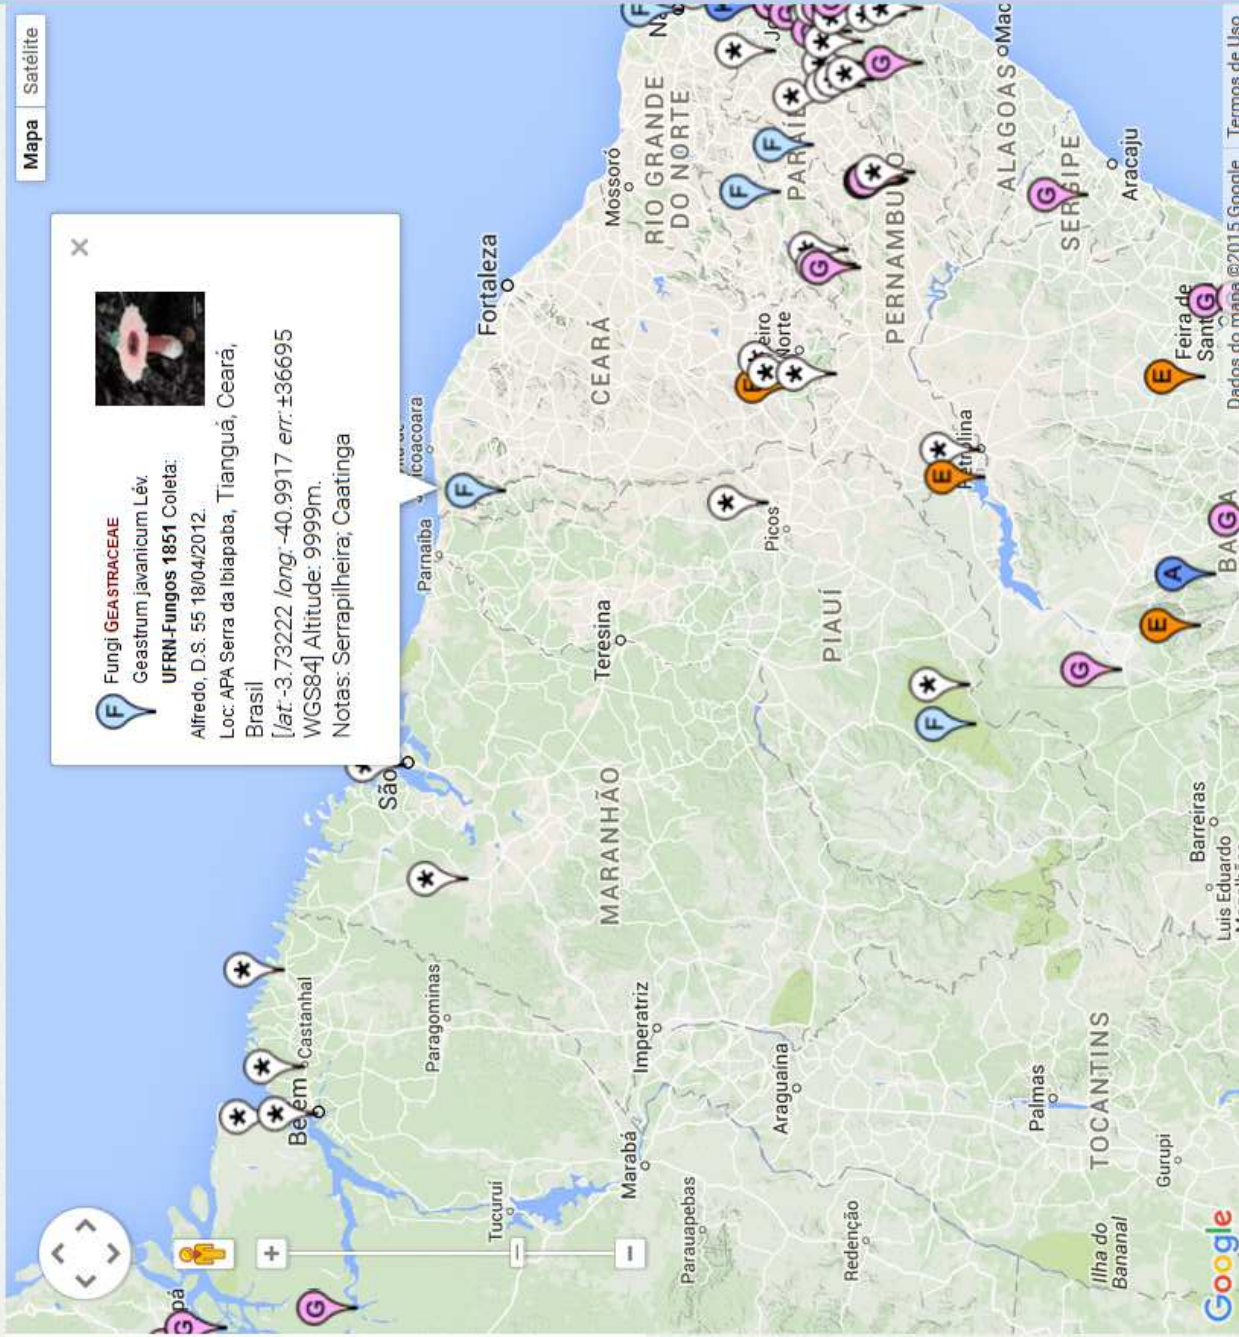 Mapa
Satélite
Fungi GEASTRACEAE
Geastrum javanicum Lév.
UFRN-Fungos 1851 Coleta:
Alfredo, D.S. 55 18/04/2012.
Loc: APA Serra da Ibiapaba, Tianguá, Ceará,
Brasil
[lat:-3.73222 long:-40.9917 err:±36695
WGS84] Altitude: 9999m.
Notas: Serrapilheira; Caatinga
F
São
Parnaíba
Fortaleza
Mossoró
RIO GRANDE
DO NORTE
CEARÁ
Teresina
MARANHÃO
Castanhal
Paragominas
Imperatriz
Tucuruí
Marabá
Parauapebas
Redenção
Araguaína
Picos
PIAUÍ
PERNAMBU
ALAGOAS
SERGIPE
Aracaju
Feira de
Sant
Barreiras
Luis Eduardo
Palmas
TOCANTINS
Gurupi
Ilha do
Bananal
Google
Dados do mapa ©2015 Google
Termos de Uso